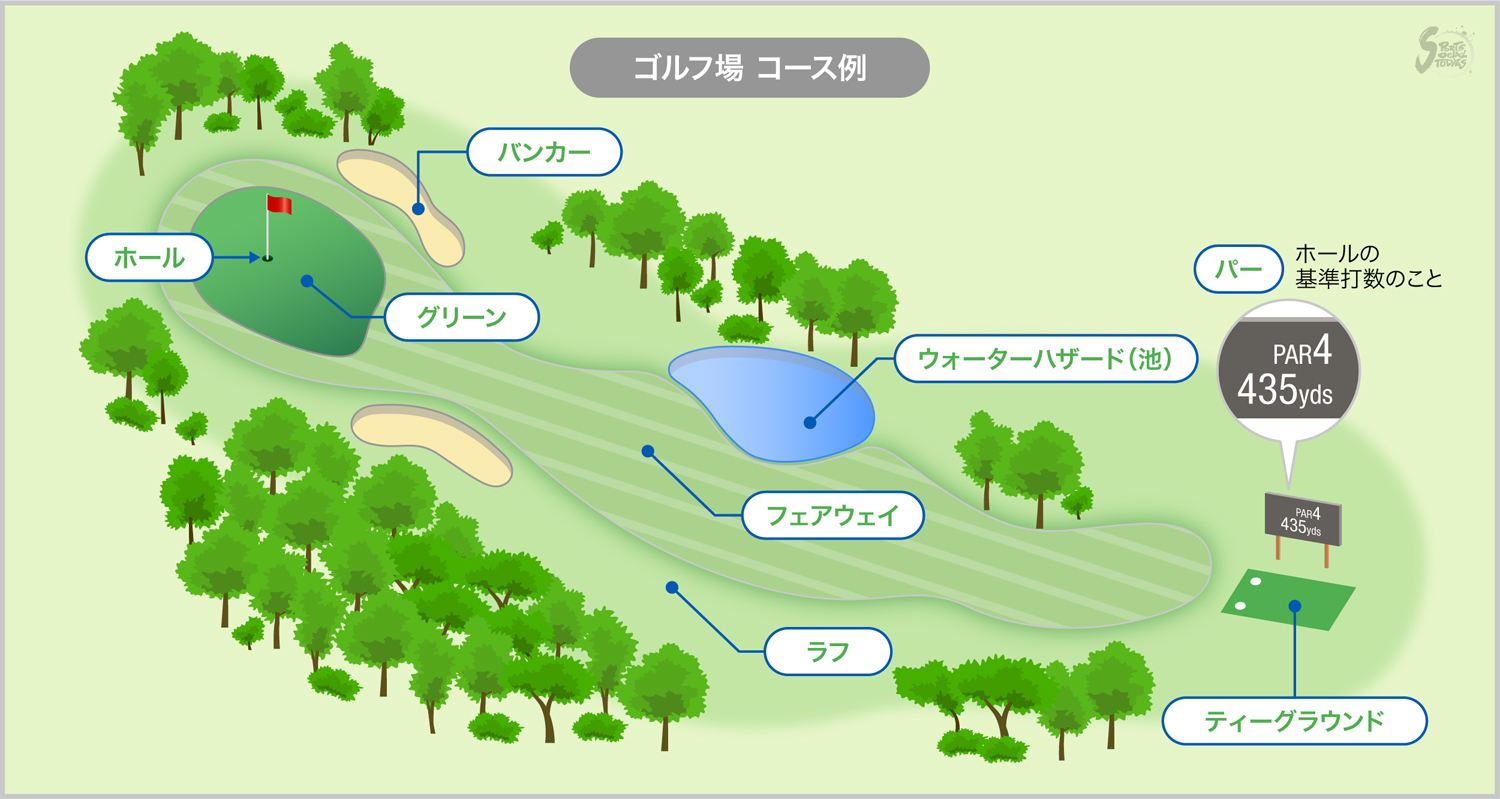 ゴルフ場 コース例
SPORTS
SOCIAL
STORIES
バンカー
ホール
グリーン
パー
ホールの
基準打数のこと
PAR4
435yds
ウォーターハザード(池)
PAR4
435yds
フェアウェイ
ラフ
ティーグラウンド